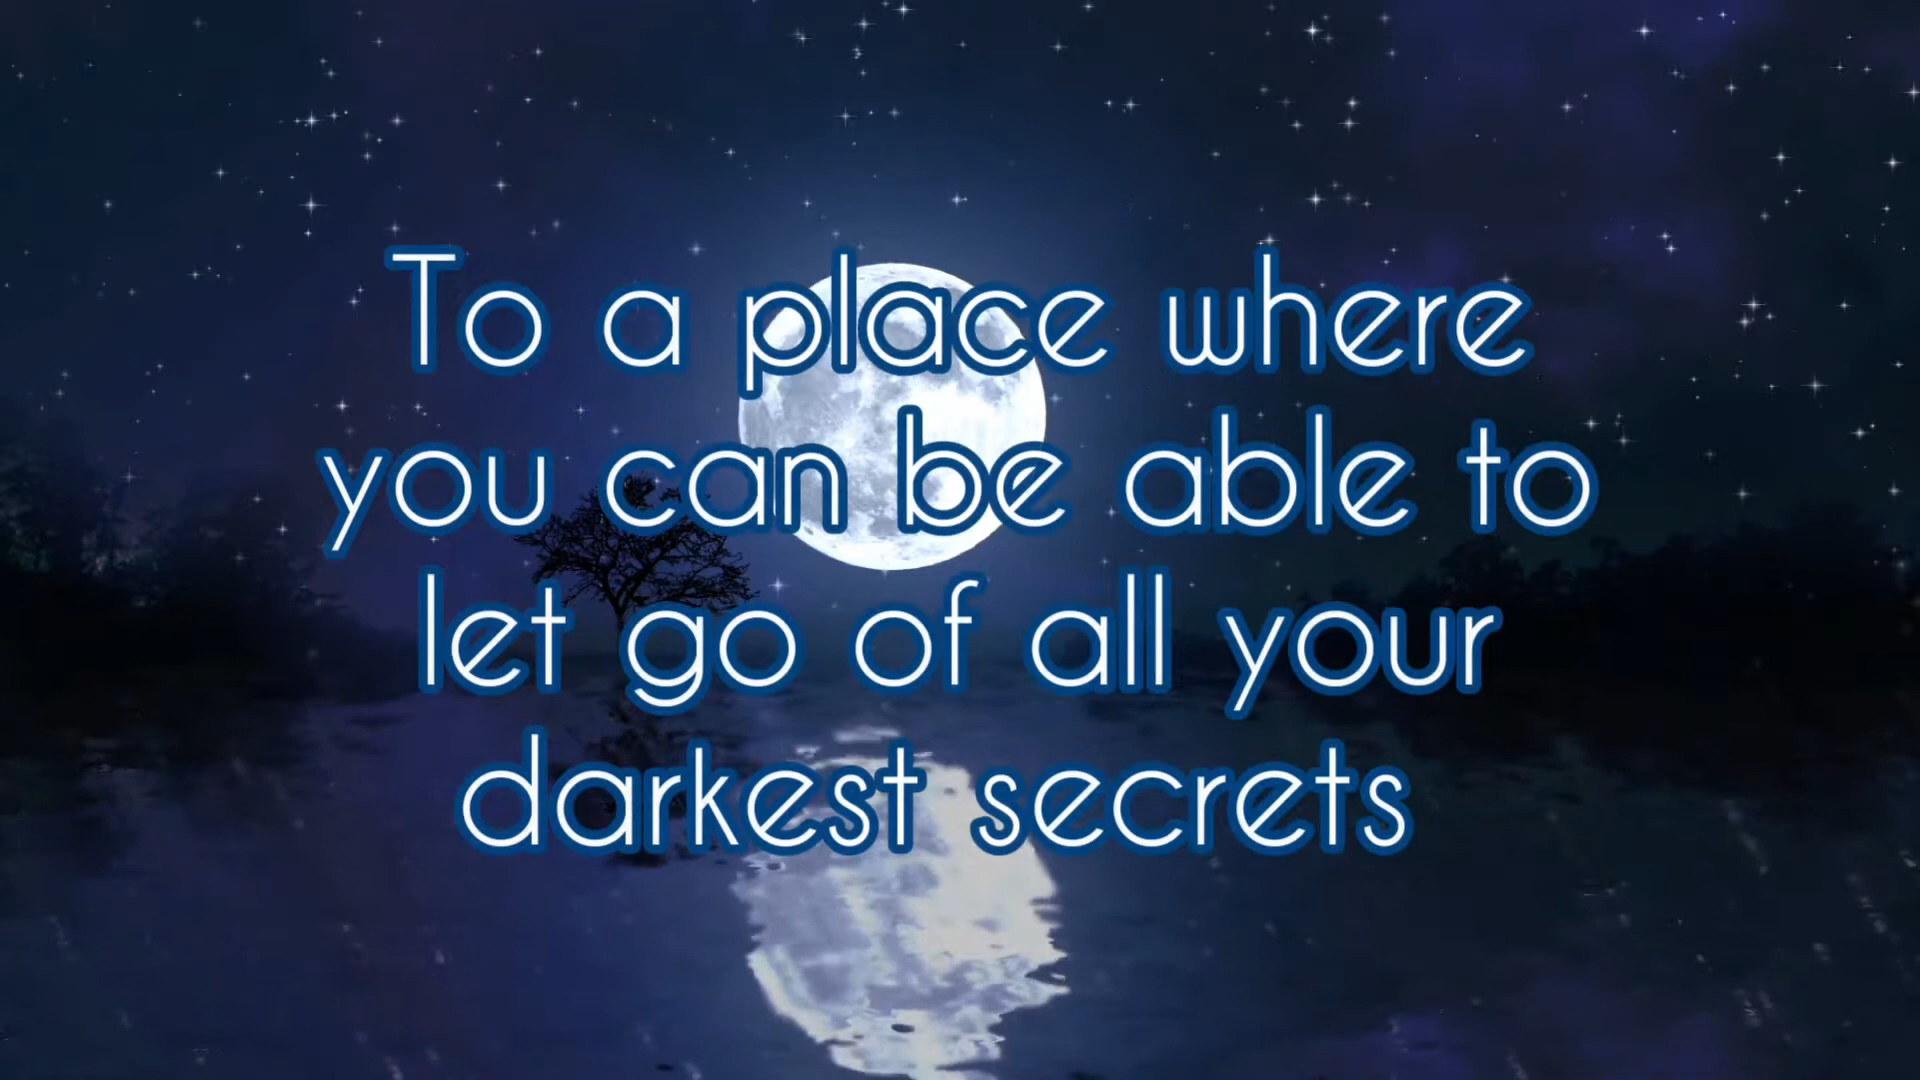 To a place where
you can be able to
let go of all your
darkest secrets